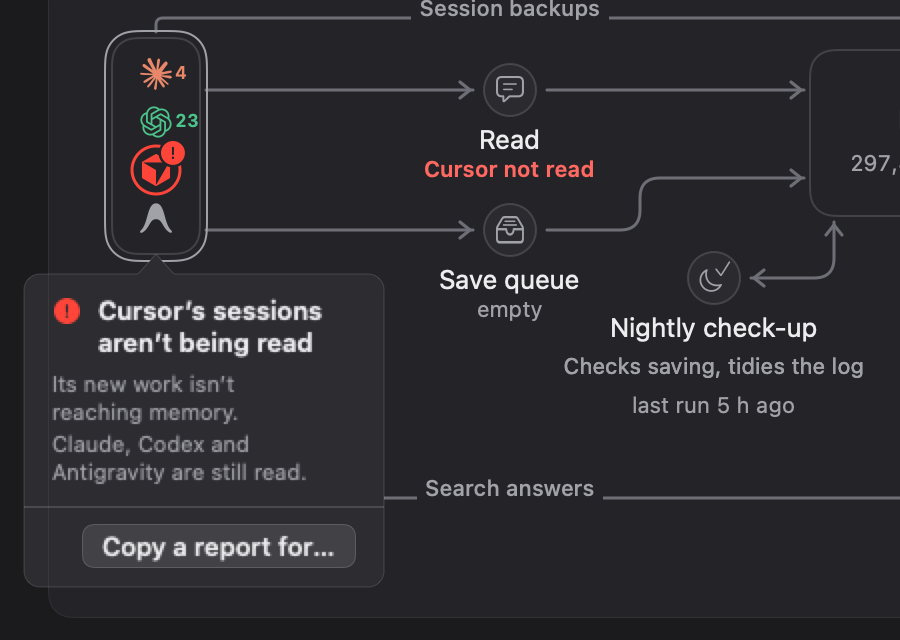 Session backups
4
23
!
Read
Cursor not read
297,
Save queue
empty
Nightly check-up
Checks saving, tidies the log
last run 5 h ago
!
Cursor’s sessions
aren’t being read
Its new work isn’t
reaching memory.
Claude, Codex and
Antigravity are still read.
Copy a report for…
Search answers